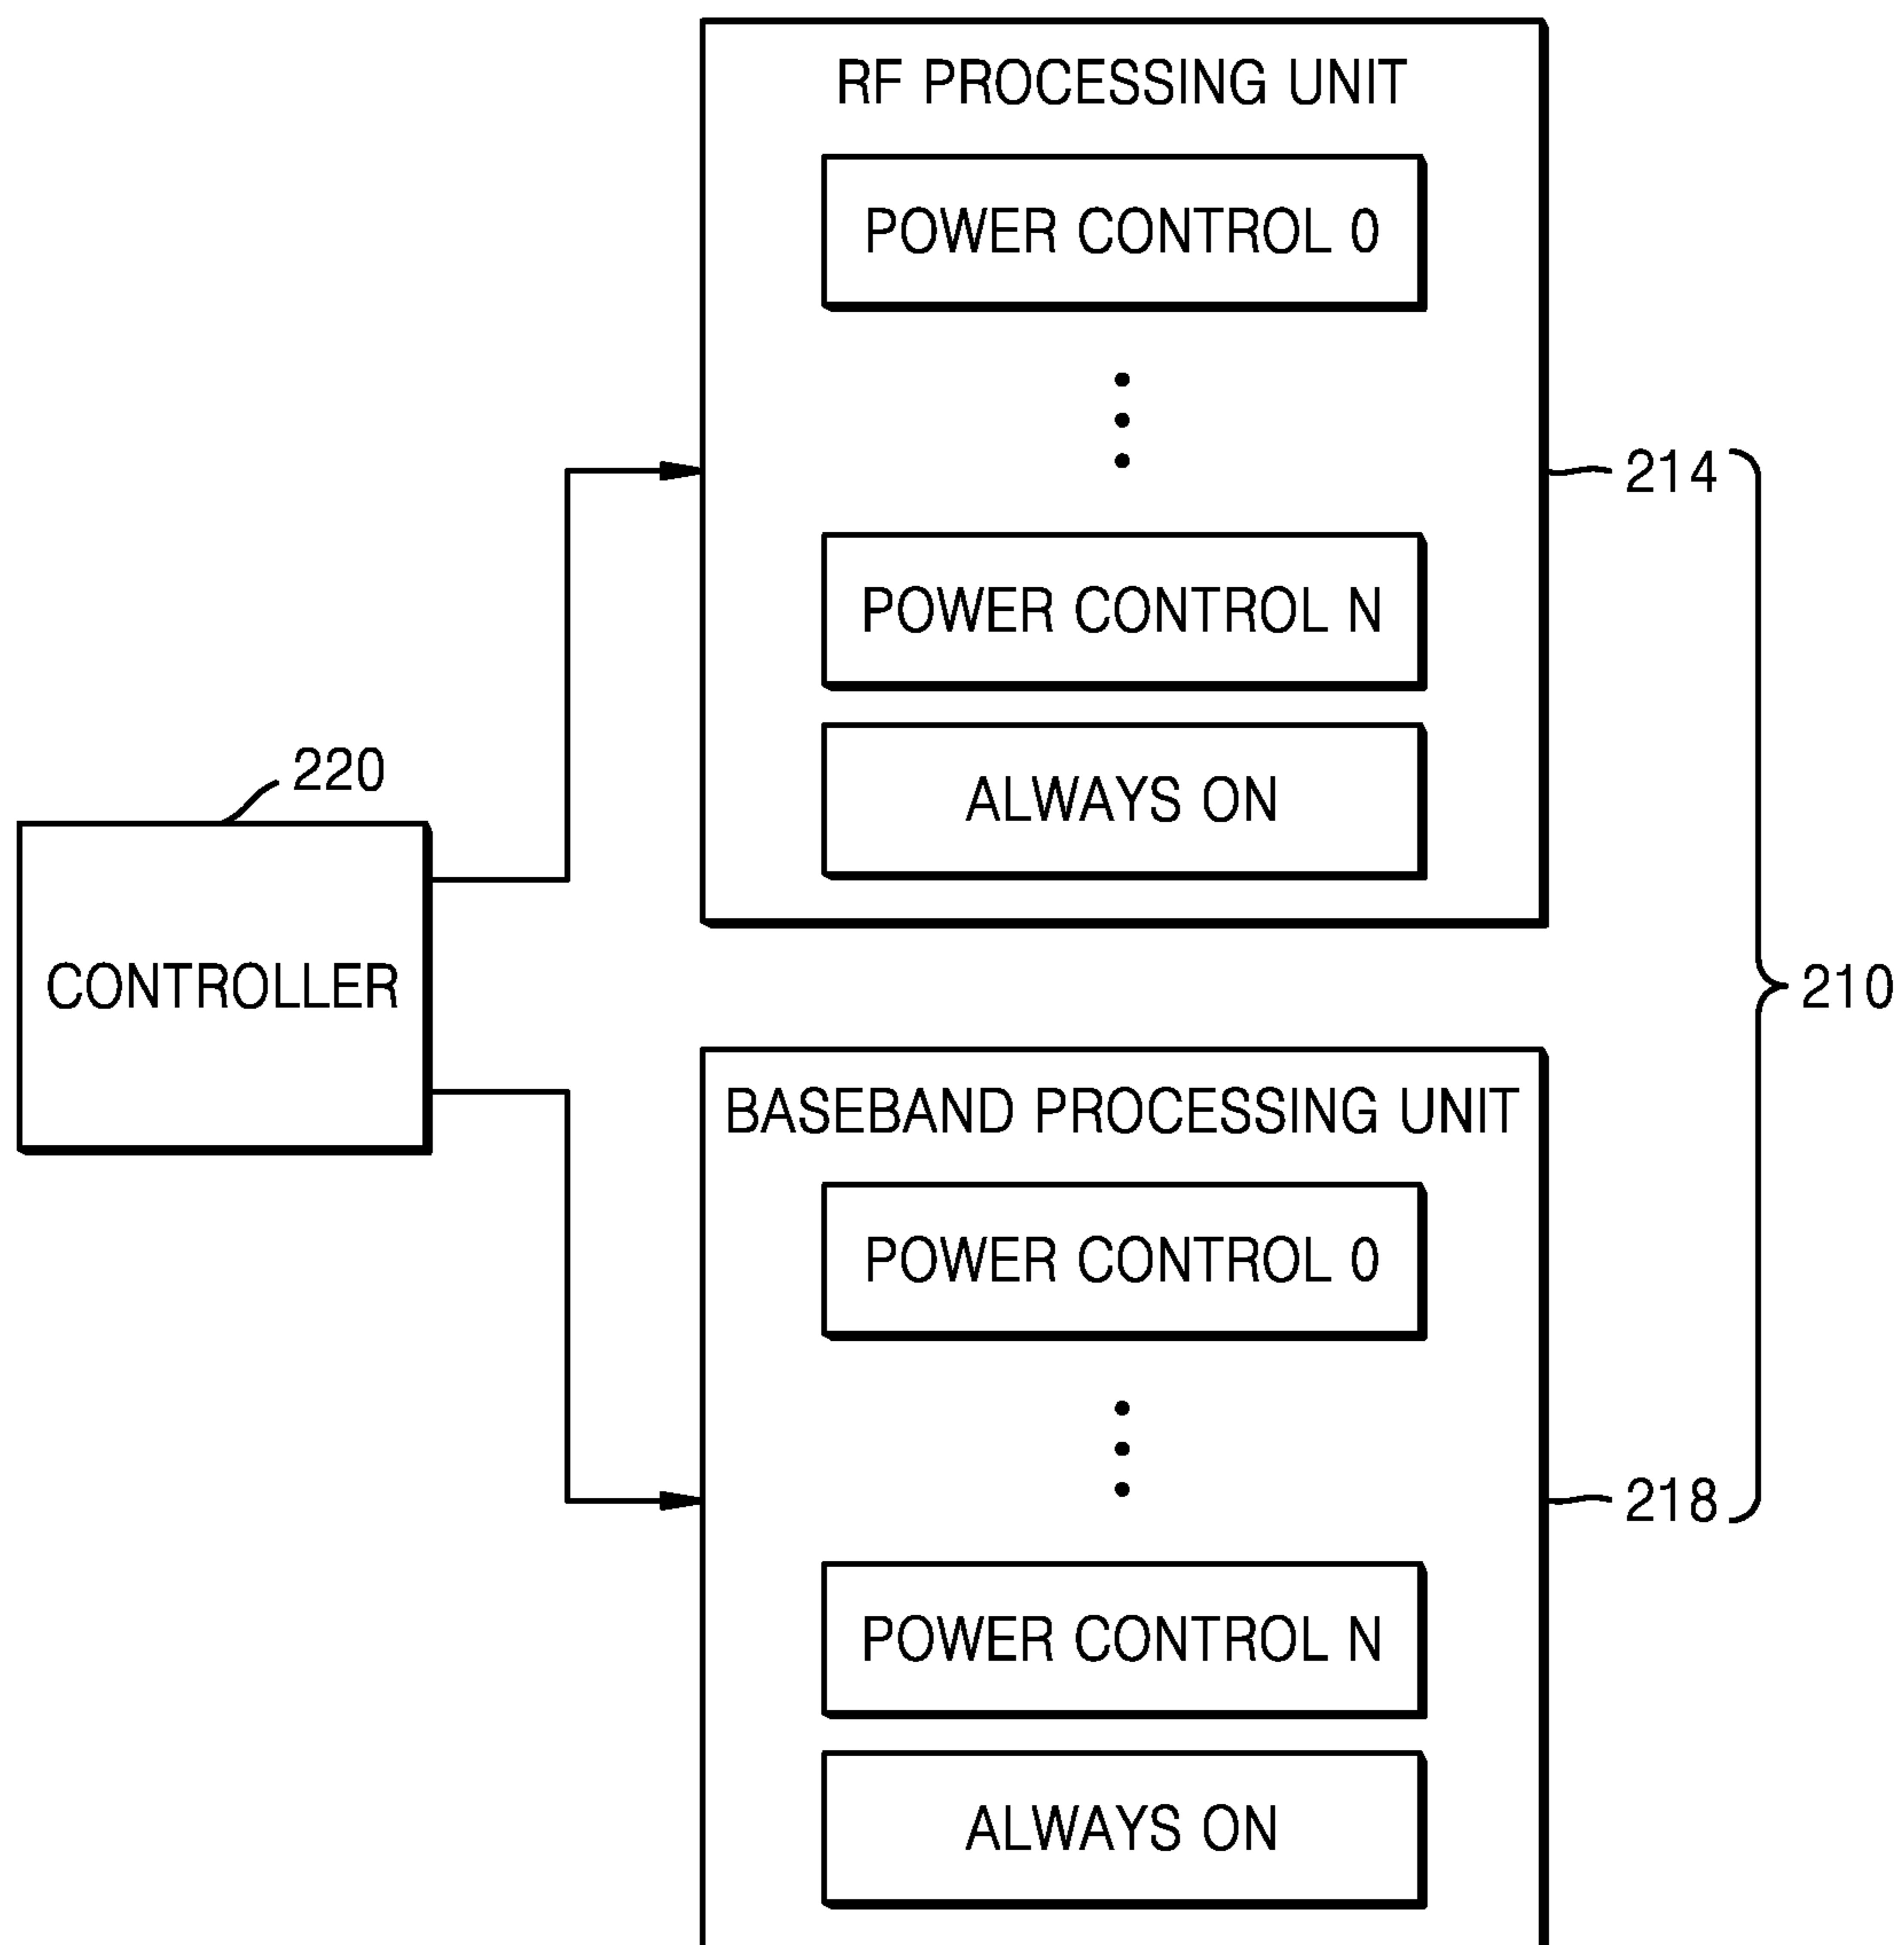 RF PROCESSING UNIT
POWER CONTROL 0
POWER CONTROL N
ALWAYS ON
214
220
CONTROLLER
210
BASEBAND PROCESSING UNIT
POWER CONTROL 0
218
POWER CONTROL N
ALWAYS ON